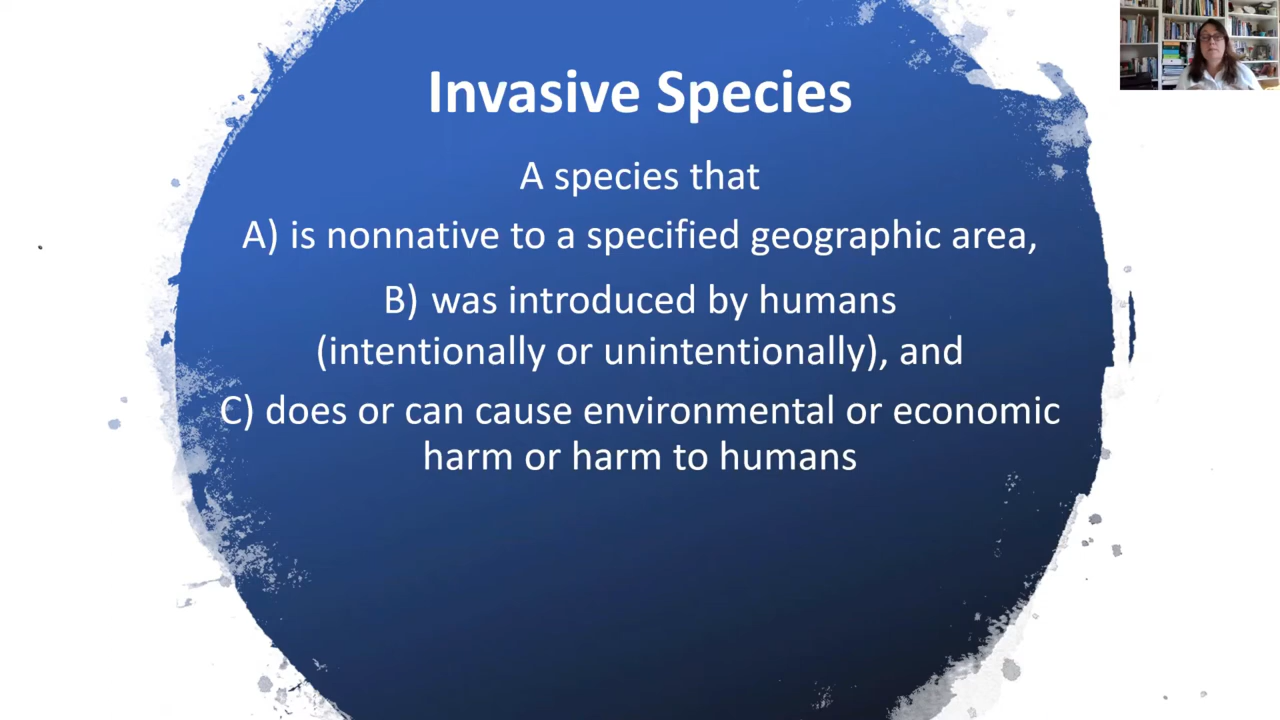 Invasive Species
A species that
A) is nonnative to a specified geographic area,
B) was introduced by humans
(intentionally or unintentionally), and
C) does or can cause environmental or economic
harm or harm to humans